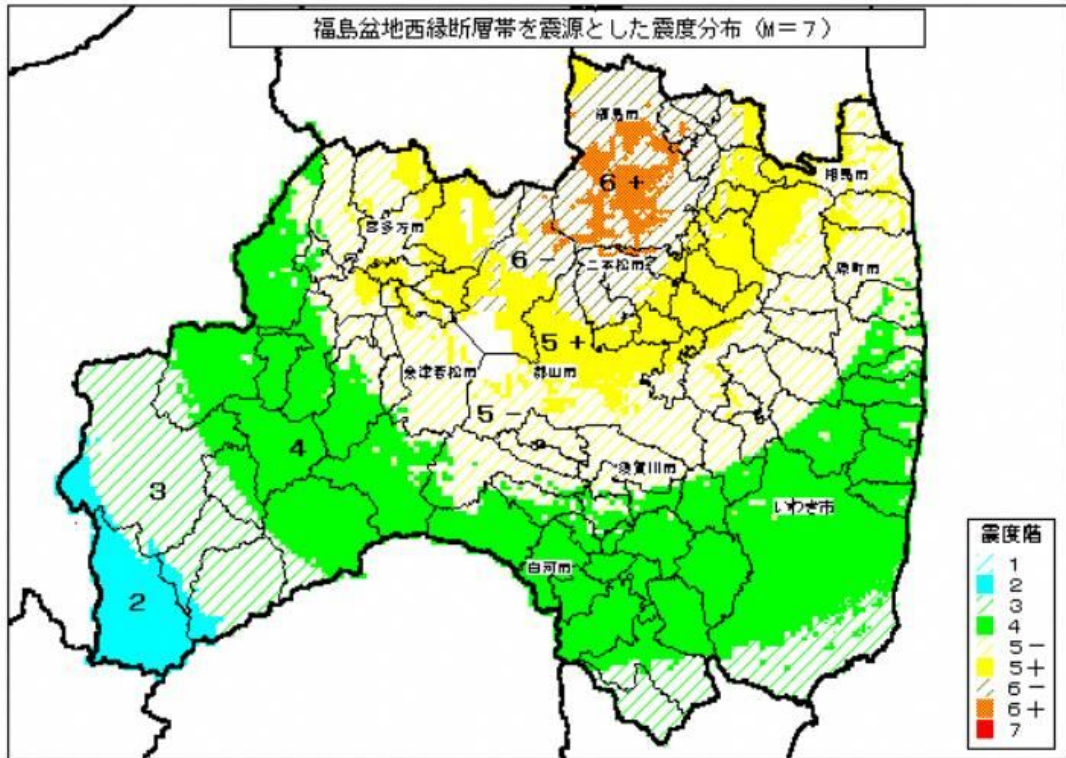 福島盆地西縁断層帯を震源とした震度分布（M＝７）
福島市
6＋
相馬市
喜多方市
6－
二本松市
原町市
5＋
会津若松市
郡山市
5－
4
須賀川市
3
いわき市
白河市
2
震度階
1
2
3
4
5－
5＋
6－
6＋
7